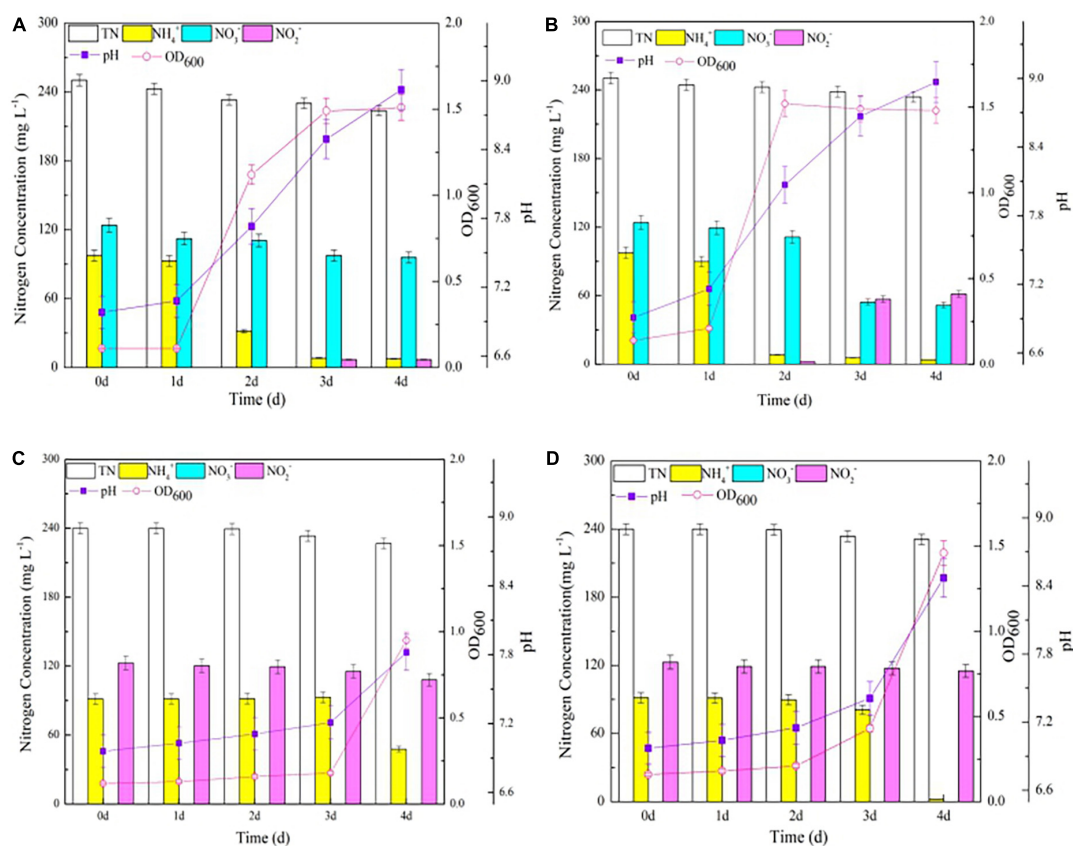 A
TN NH₄⁺ NO₃⁻ NO₂⁻
pH OD₆₀₀
300
240
180
120
60
0
Nitrogen Concentration (mg L⁻¹)
2.0
1.5
1.0
0.5
0.0
OD₆₀₀
9.0
8.4
7.8
7.2
6.6
pH
0d 1d 2d 3d 4d
Time (d)
B
TN NH₄⁺ NO₃⁻ NO₂⁻
pH OD₆₀₀
300
240
180
120
60
0
Nitrogen Concentration (mg L⁻¹)
2.0
1.5
1.0
0.5
0.0
OD₆₀₀
9.0
8.4
7.8
7.2
6.6
pH
0d 1d 2d 3d 4d
Time (d)
C
TN NH₄⁺ NO₃⁻ NO₂⁻
pH OD₆₀₀
300
240
180
120
60
0
Nitrogen Concentration (mg L⁻¹)
2.0
1.5
1.0
0.5
0.0
OD₆₀₀
9.0
8.4
7.8
7.2
6.6
pH
0d 1d 2d 3d 4d
Time (d)
D
TN NH₄⁺ NO₃⁻ NO₂⁻
pH OD₆₀₀
300
240
180
120
60
0
Nitrogen Concentration(mg L⁻¹)
2.0
1.5
1.0
0.5
0.0
OD₆₀₀
9.0
8.4
7.8
7.2
6.6
pH
0d 1d 2d 3d 4d
Time (d)